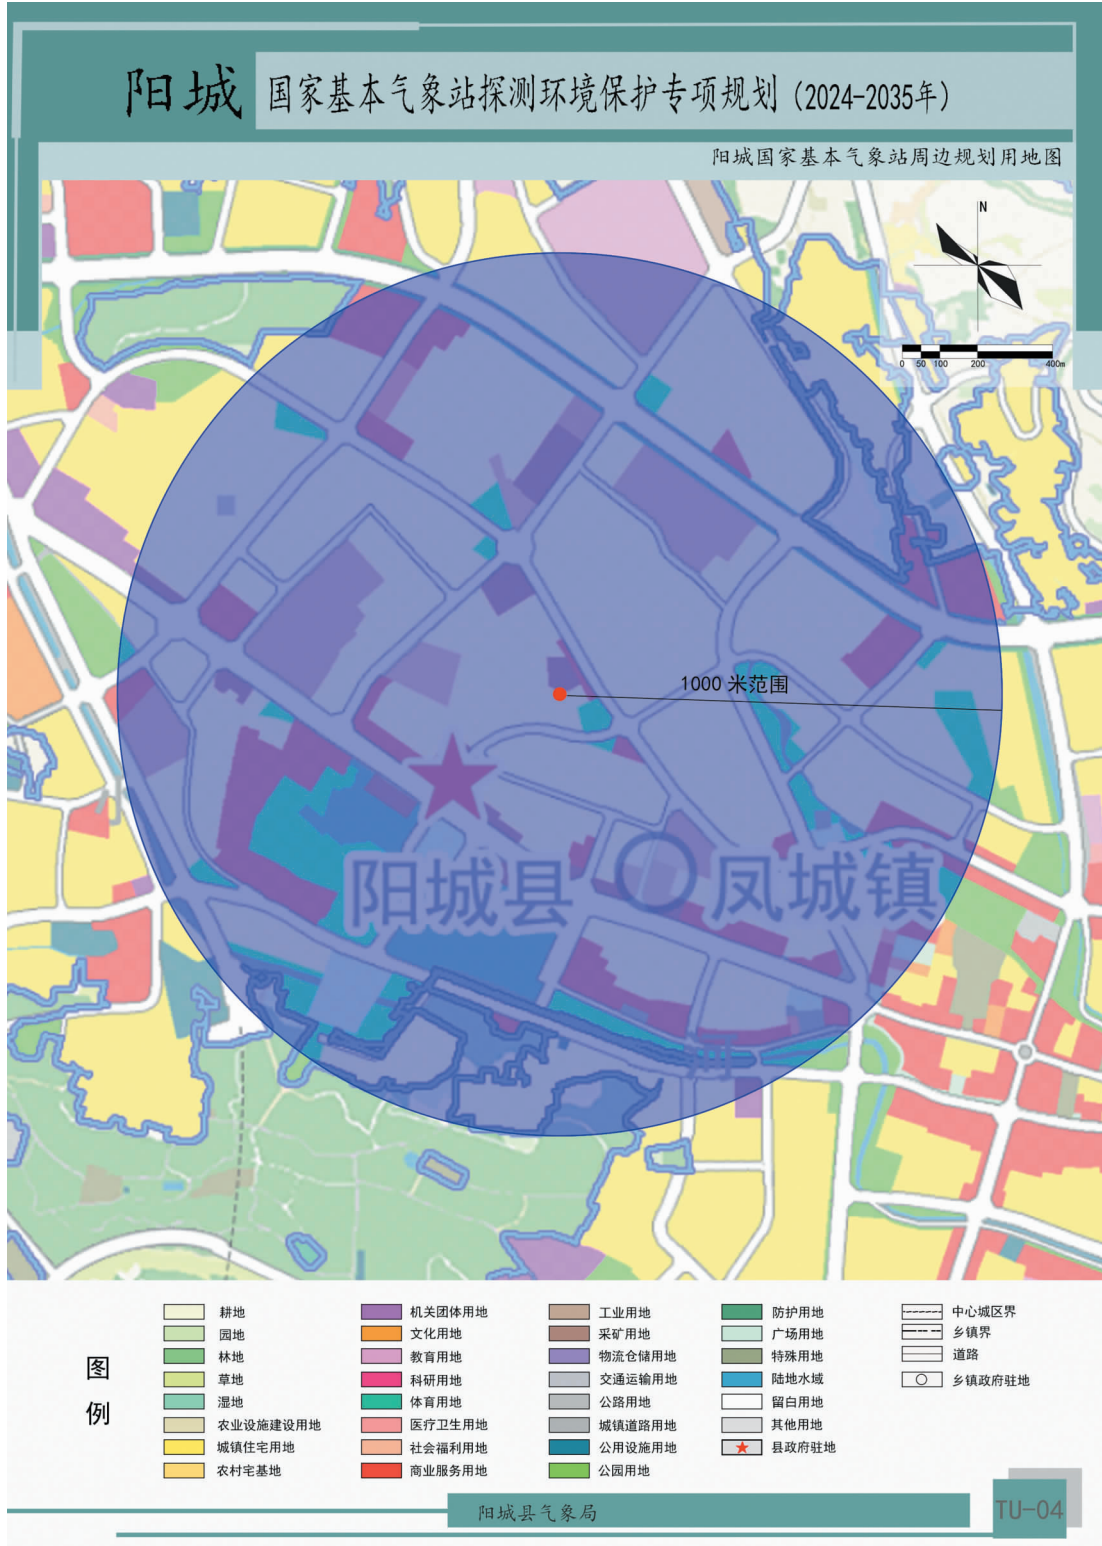 阳城 国家基本气象站探测环境保护专项规划（2024-2035年）
阳城国家基本气象站周边规划用地图
N
0 50 100 200 400m
1000 米范围
阳城县 凤城镇
河
图例
耕地
园地
林地
草地
湿地
农业设施建设用地
城镇住宅用地
农村宅基地
机关团体用地
文化用地
教育用地
科研用地
体育用地
医疗卫生用地
社会福利用地
商业服务用地
工业用地
采矿用地
物流仓储用地
交通运输用地
公路用地
城镇道路用地
公用设施用地
公园用地
防护用地
广场用地
特殊用地
陆地水域
留白用地
其他用地
县政府驻地
中心城区界
乡镇界
道路
乡镇政府驻地
阳城县气象局
TU-04